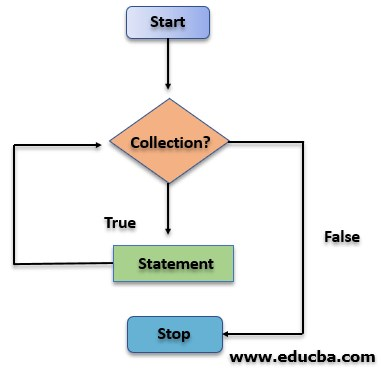 Start
Collection?
True
False
Statement
Stop
www.educba.com